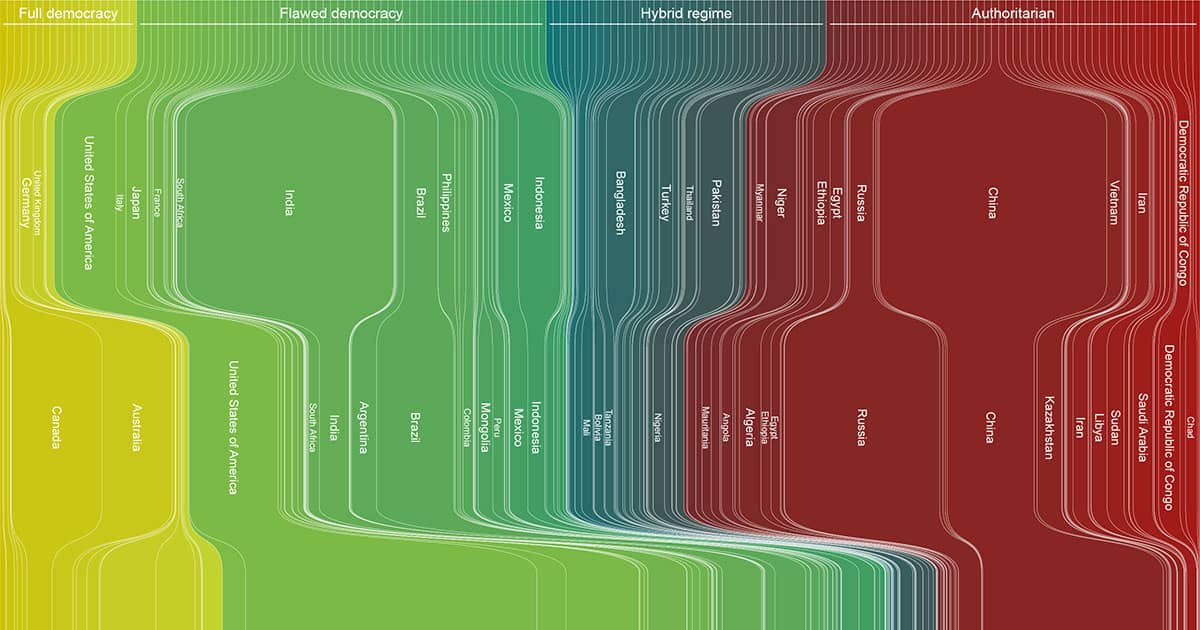 Full democracy
Flawed democracy
Hybrid regime
Authoritarian
Germany
United Kingdom
United States of America
Italy
Japan
France
South Africa
India
Brazil
Philippines
Mexico
Indonesia
Bangladesh
Turkey
Thailand
Pakistan
Myanmar
Niger
Ethiopia
Egypt
Russia
China
Vietnam
Iran
Democratic Republic of Congo
Canada
Australia
United States of America
South Africa
India
Argentina
Brazil
Colombia
Mongolia
Peru
Mexico
Indonesia
Mali
Bolivia
Tanzania
Nigeria
Mauritania
Angola
Algeria
Ethiopia
Egypt
Russia
China
Kazakhstan
Iran
Libya
Sudan
Saudi Arabia
Democratic Republic of Congo
Chad